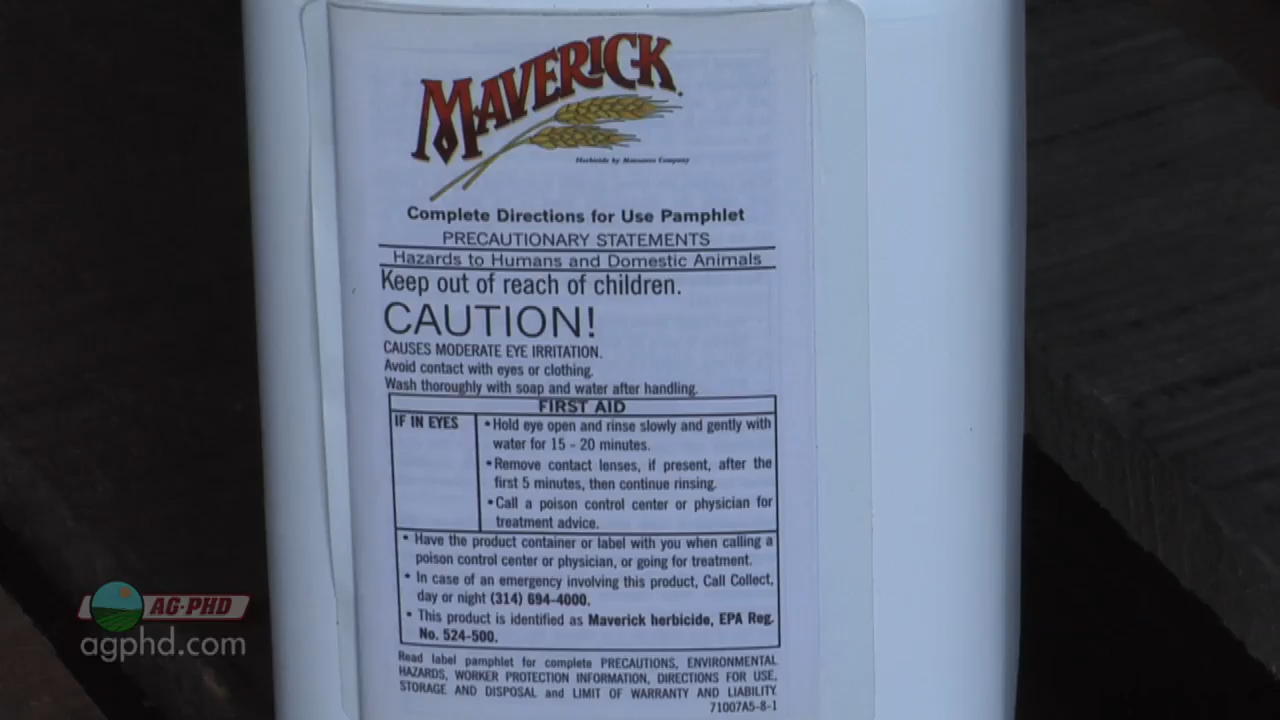 MAVERICK
Herbicide by Monsanto Company
Complete Directions for Use Pamphlet
PRECAUTIONARY STATEMENTS
Hazards to Humans and Domestic Animals
Keep out of reach of children.
CAUTION!
CAUSES MODERATE EYE IRRITATION.
Avoid contact with eyes or clothing.
Wash thoroughly with soap and water after handling.
FIRST AID
IF IN EYES
• Hold eye open and rinse slowly and gently with
water for 15 - 20 minutes.
• Remove contact lenses, if present, after the
first 5 minutes, then continue rinsing.
• Call a poison control center or physician for
treatment advice.
• Have the product container or label with you when calling a
poison control center or physician, or going for treatment.
• In case of an emergency involving this product, Call Collect,
day or night (314) 694-4000.
• This product is identified as Maverick herbicide, EPA Reg.
No. 524-500.
Read label pamphlet for complete PRECAUTIONS, ENVIRONMENTAL
HAZARDS, WORKER PROTECTION INFORMATION, DIRECTIONS FOR USE,
STORAGE AND DISPOSAL and LIMIT OF WARRANTY AND LIABILITY.
71007A5-8-1
AG-PHD
agphd.com